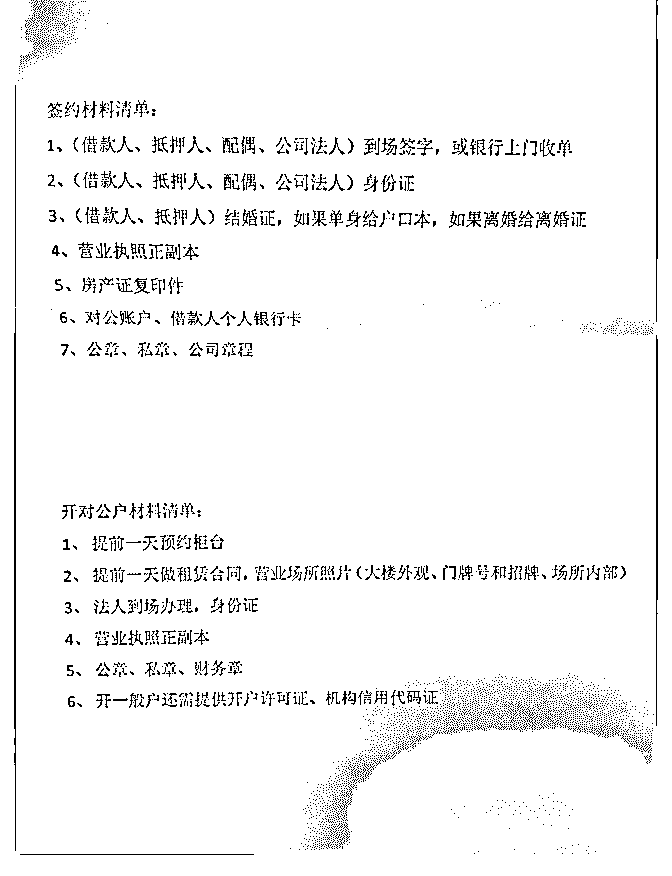 签约材料清单：
1、（借款人、抵押人、配偶、公司法人）到场签字，或银行上门收单
2、（借款人、抵押人、配偶、公司法人）身份证
3、（借款人、抵押人）结婚证，如果单身给户口本，如果离婚给离婚证
4、营业执照正副本
5、房产证复印件
6、对公账户、借款人个人银行卡
7、公章、私章、公司章程
开对公户材料清单：
1、 提前一天预约柜台
2、 提前一天做租赁合同，营业场所照片（大楼外观、门牌号和招牌、场所内部）
3、 法人到场办理，身份证
4、 营业执照正副本
5、 公章、私章、财务章
6、 开一般户还需提供开户许可证、机构信用代码证